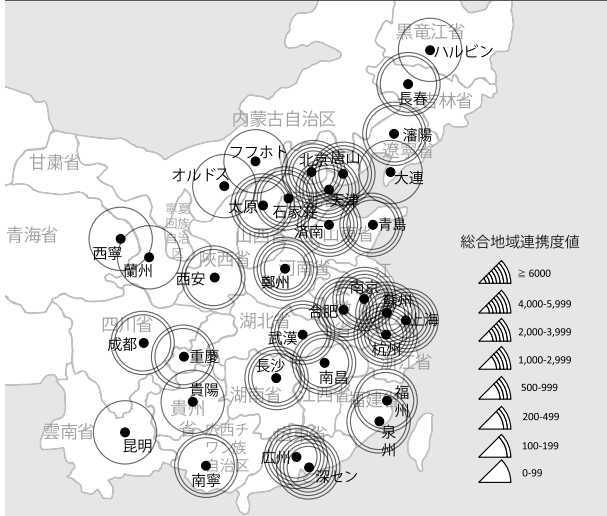 黒竜江省
ハルビン
長春
吉林省
瀋陽
遼寧省
大連
内蒙古自治区
フフホト
オルドス
北京
唐山
天津
甘粛省
太原
石家荘
済南
青島
山西省
山東省
寧夏
回族
自治
区
青海省
西寧
蘭州
陝西省
西安
鄭州
河南省
総合地域連携度値
≧ 6000
4,000-5,999
2,000-3,999
1,000-2,999
500-999
200-499
100-199
0-99
南京
蘇州
合肥
上海
杭州
浙江省
四川省
成都
重慶
湖北省
武漢
長沙
南昌
湖南省
江西省
貴陽
貴州
省
福建
福州
泉州
雲南省
昆明
広西チ
ワン族
自治区
南寧
広州
深セン